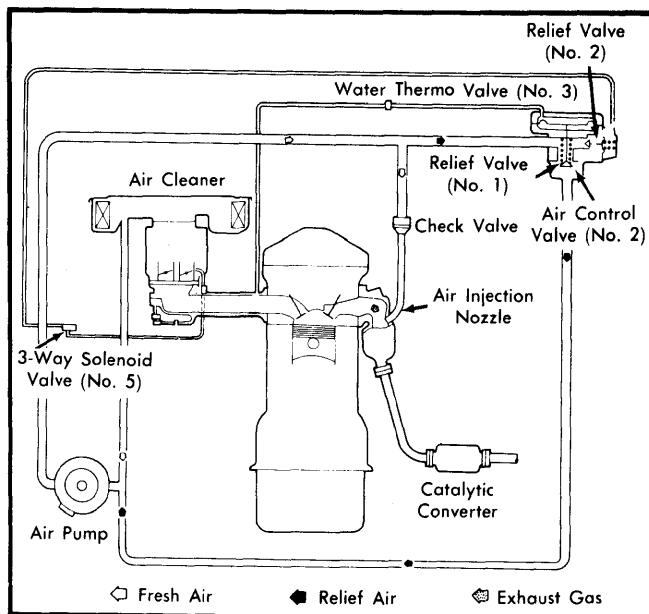 Relief Valve
(No. 2)
Water Thermo Valve (No. 3)
Relief Valve
(No. 1)
Air Cleaner
Air Control
Valve (No. 2)
Check Valve
Air Injection
Nozzle
3-Way Solenoid
Valve (No. 5)
Catalytic
Converter
Air Pump
Fresh Air
Relief Air
Exhaust Gas